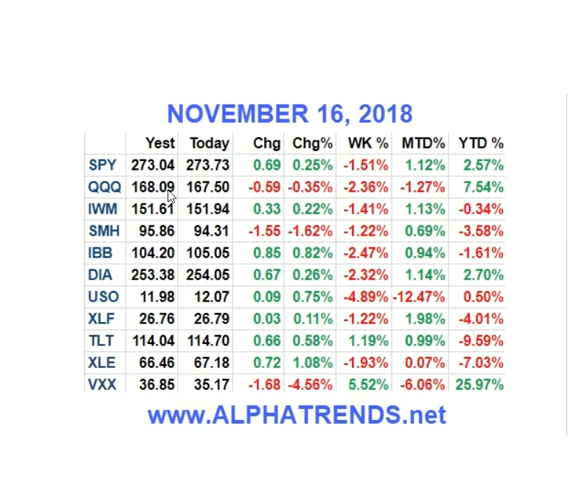 NOVEMBER 16, 2018
Yest Today Chg Chg% WK % MTD% YTD %
SPY 273.04 273.73 0.69 0.25% -1.51% 1.12% 2.57%
QQQ 168.09 167.50 -0.59 -0.35% -2.36% -1.27% 7.54%
IWM 151.61 151.94 0.33 0.22% -1.41% 1.13% -0.34%
SMH 95.86 94.31 -1.55 -1.62% -1.22% 0.69% -3.58%
IBB 104.20 105.05 0.85 0.82% -2.47% 0.94% -1.61%
DIA 253.38 254.05 0.67 0.26% -2.32% 1.14% 2.70%
USO 11.98 12.07 0.09 0.75% -4.89% -12.47% 0.50%
XLF 26.76 26.79 0.03 0.11% -1.22% 1.98% -4.01%
TLT 114.04 114.70 0.66 0.58% 1.19% 0.99% -9.59%
XLE 66.46 67.18 0.72 1.08% -1.93% 0.07% -7.03%
VXX 36.85 35.17 -1.68 -4.56% 5.52% -6.06% 25.97%
www.ALPHATRENDS.net